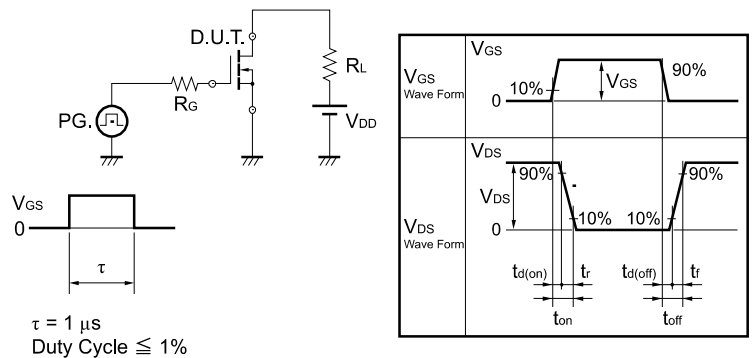 D.U.T.
RL
RG
PG.
VDD
VGS
0
τ
τ = 1 μs
Duty Cycle ≦ 1%
VGS
Wave Form
VGS
10%
0
VGS
90%
VDS
Wave Form
VDS
90%
VDS
0
10%
10%
90%
td(on)
tr
td(off)
tf
ton
toff